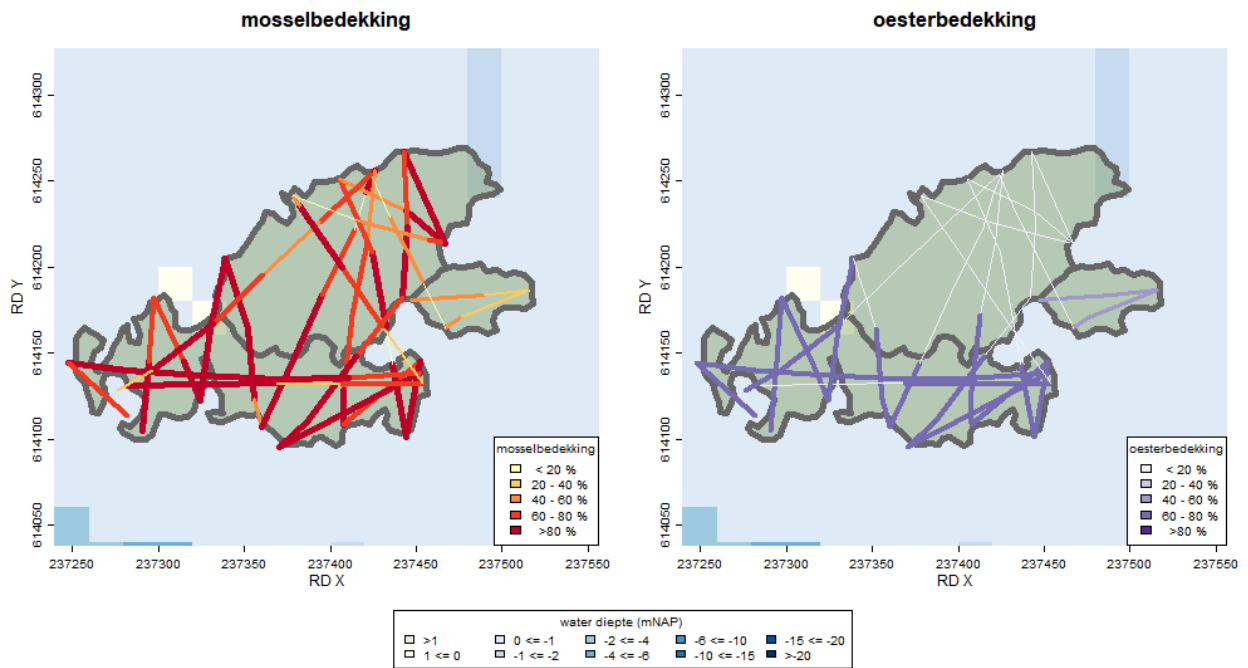 mosselbedekking
oesterbedekking
RD Y
614300
614250
614200
614150
614100
614050
237250 237300 237350 237400 237450 237500 237550
RD X
mosselbedekking
< 20 %
20 - 40 %
40 - 60 %
60 - 80 %
>80 %
RD Y
614300
614250
614200
614150
614100
614050
237250 237300 237350 237400 237450 237500 237550
RD X
oesterbedekking
< 20 %
20 - 40 %
40 - 60 %
60 - 80 %
>80 %
water diepte (mNAP)
>1 0 <= -1 -2 <= -4 -6 <= -10 -15 <= -20
1 <= 0 -1 <= -2 -4 <= -6 -10 <= -15 >-20